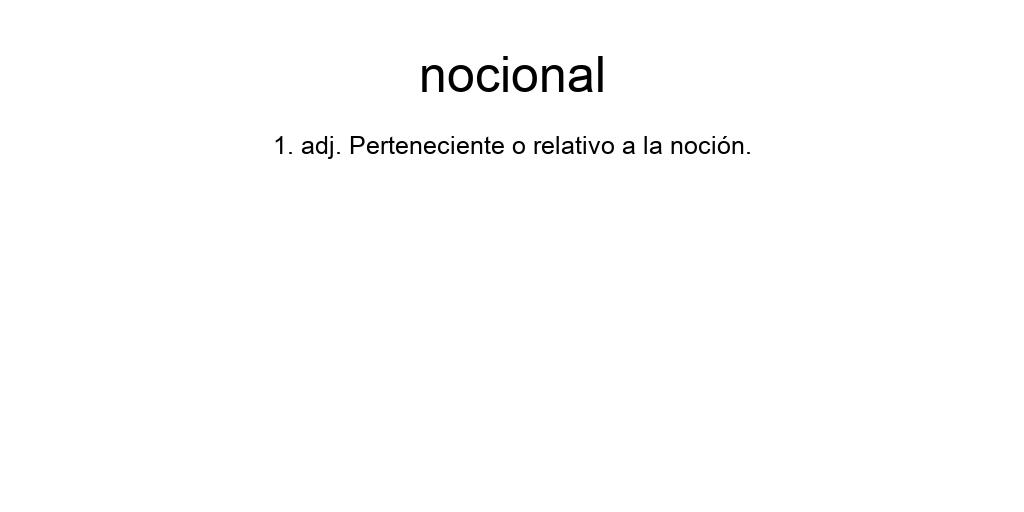 nocional
1. adj. Perteneciente o relativo a la noción.